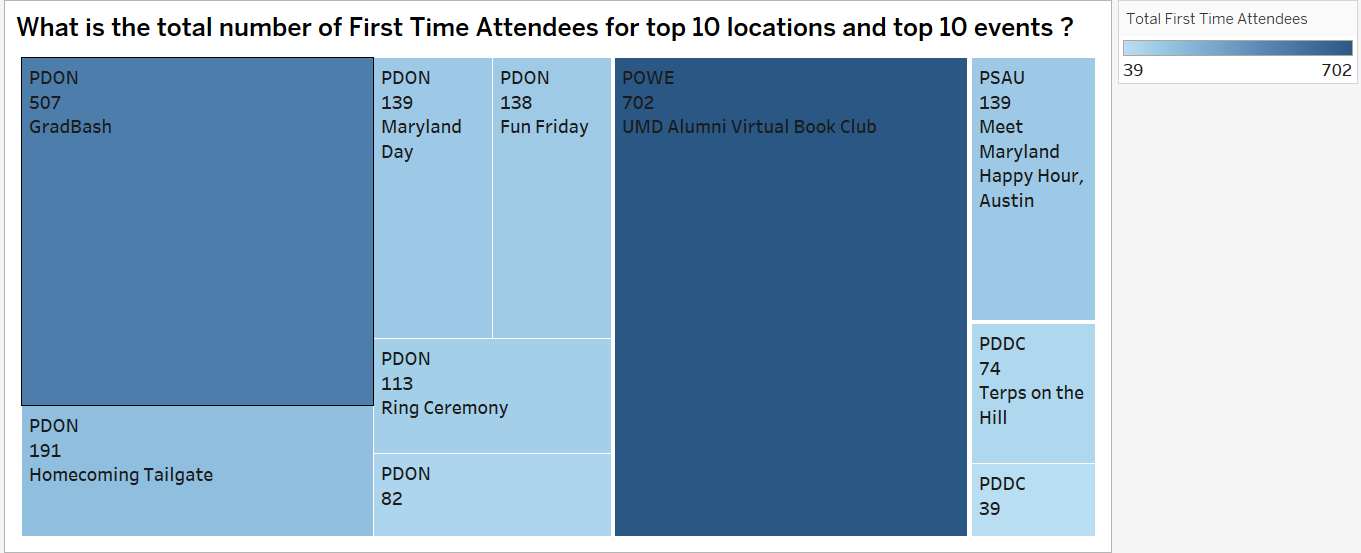 What is the total number of First Time Attendees for top 10 locations and top 10 events ?
PDON
507
GradBash
PDON
191
Homecoming Tailgate
PDON
139
Maryland
Day
PDON
138
Fun Friday
PDON
113
Ring Ceremony
PDON
82
POWE
702
UMD Alumni Virtual Book Club
PSAU
139
Meet
Maryland
Happy Hour,
Austin
PDDC
74
Terps on the
Hill
PDDC
39
Total First Time Attendees
39 702